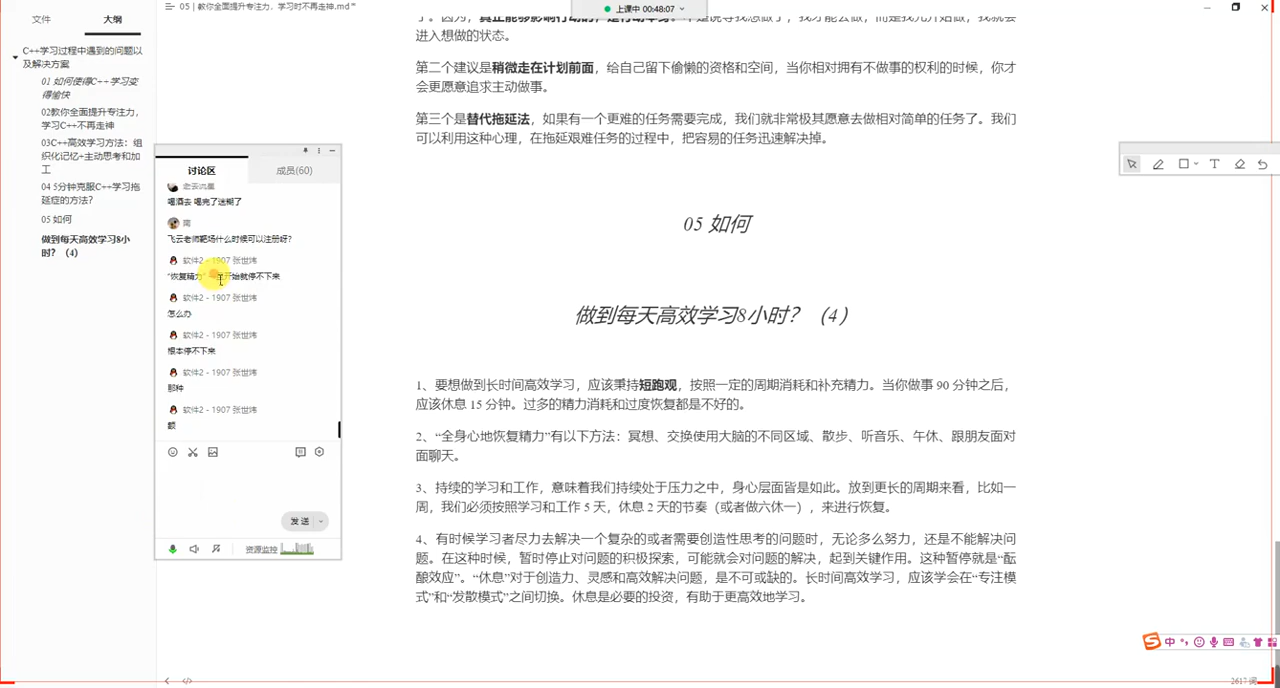 文件
大纲
05 | 教你全面提升专注力，学习时不再走神.md
上课中 00:48:07
C++学习过程中遇到的问题以
及解决方案
01 如何使得C++学习变
得愉快
02教你全面提升专注力，
学习C++不再走神
03C++高效学习方法：组
织化记忆+主动思考和加
工
04 5分钟克服C++学习拖
延症的方法?
05 如何
做到每天高效学习8小
时？（4）
进入想做的状态。
第二个建议是稍微走在计划前面，给自己留下偷懒的资格和空间，当你相对拥有不做事的权利的时候，你才
会更愿意追求主动做事。
第三个是替代拖延法，如果有一个更难的任务需要完成，我们就非常极其愿意去做相对简单的任务了。我们
可以利用这种心理，在拖延艰难任务的过程中，把容易的任务迅速解决掉。
05 如何
做到每天高效学习8小时？（4）
1、要想做到长时间高效学习，应该秉持短跑观，按照一定的周期消耗和补充精力。当你做事 90 分钟之后，
应该休息 15 分钟。过多的精力消耗和过度恢复都是不好的。
2、“全身心地恢复精力”有以下方法：冥想、交换使用大脑的不同区域、散步、听音乐、午休、跟朋友面对
面聊天。
3、持续的学习和工作，意味着我们持续处于压力之中，身心层面皆是如此。放到更长的周期来看，比如一
周，我们必须按照学习和工作 5 天，休息 2 天的节奏（或者做六休一），来进行恢复。
4、有时候学习者尽力去解决一个复杂的或者需要创造性思考的问题时，无论多么努力，还是不能解决问
题。在这种时候，暂时停止对问题的积极探索，可能就会对问题的解决，起到关键作用。这种暂停就是“酝
酿效应”。“休息”对于创造力、灵感和高效解决问题，是不可或缺的。长时间高效学习，应该学会在“专注模
式”和“发散模式”之间切换。休息是必要的投资，有助于更高效地学习。
讨论区
成员(60)
喝酒去 喝完了迷糊了
南
飞云老师靶场什么时候可以注册呀?
软件2 - 1907 张世炜
“恢复精力” 开始就停不下来
软件2 - 1907 张世炜
怎么办
软件2 - 1907 张世炜
根本停不下来
软件2 - 1907 张世炜
那种
软件2 - 1907 张世炜
额
发送
资源监控
中
2617 词